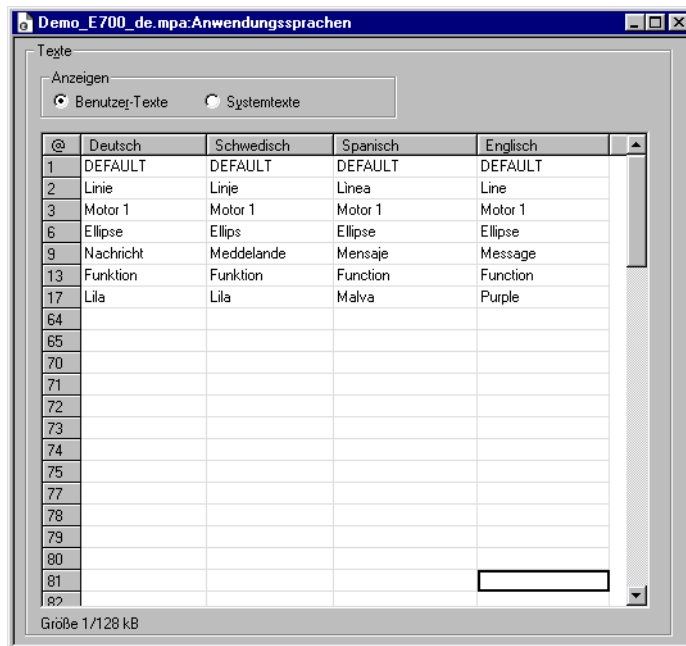 Demo_E700_de.mpa:Anwendungssprachen
Texte
Anzeigen
Benutzer-Texte Systemtexte
@ Deutsch Schwedisch Spanisch Englisch
1 DEFAULT DEFAULT DEFAULT DEFAULT
2 Linie Linje Lìnea Line
3 Motor 1 Motor 1 Motor 1 Motor 1
6 Ellipse Ellips Ellipse Ellipse
9 Nachricht Meddelande Mensaje Message
13 Funktion Funktion Function Function
17 Lila Lila Malva Purple
64
65
70
71
72
73
74
75
77
78
79
80
81
82
Größe 1/128 kB